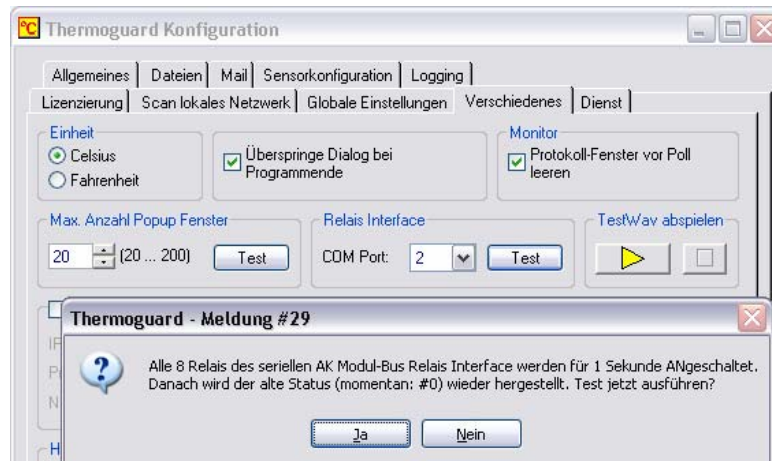 °C Thermoguard Konfiguration
Allgemeines Dateien Mail Sensorkonfiguration Logging
Lizenzierung Scan lokales Netzwerk Globale Einstellungen Verschiedenes Dienst
Einheit
Celsius
Fahrenheit
Überspringe Dialog bei
Programmende
Monitor
Protokoll-Fenster vor Poll
leeren
Max. Anzahl Popup Fenster
20 (20 ... 200) Test
Relais Interface
COM Port: 2 Test
TestWav abspielen
Thermoguard - Meldung #29
Alle 8 Relais des seriellen AK Modul-Bus Relais Interface werden für 1 Sekunde ANgeschaltet.
Danach wird der alte Status (momentan: #0) wieder hergestellt. Test jetzt ausführen?
Ja Nein